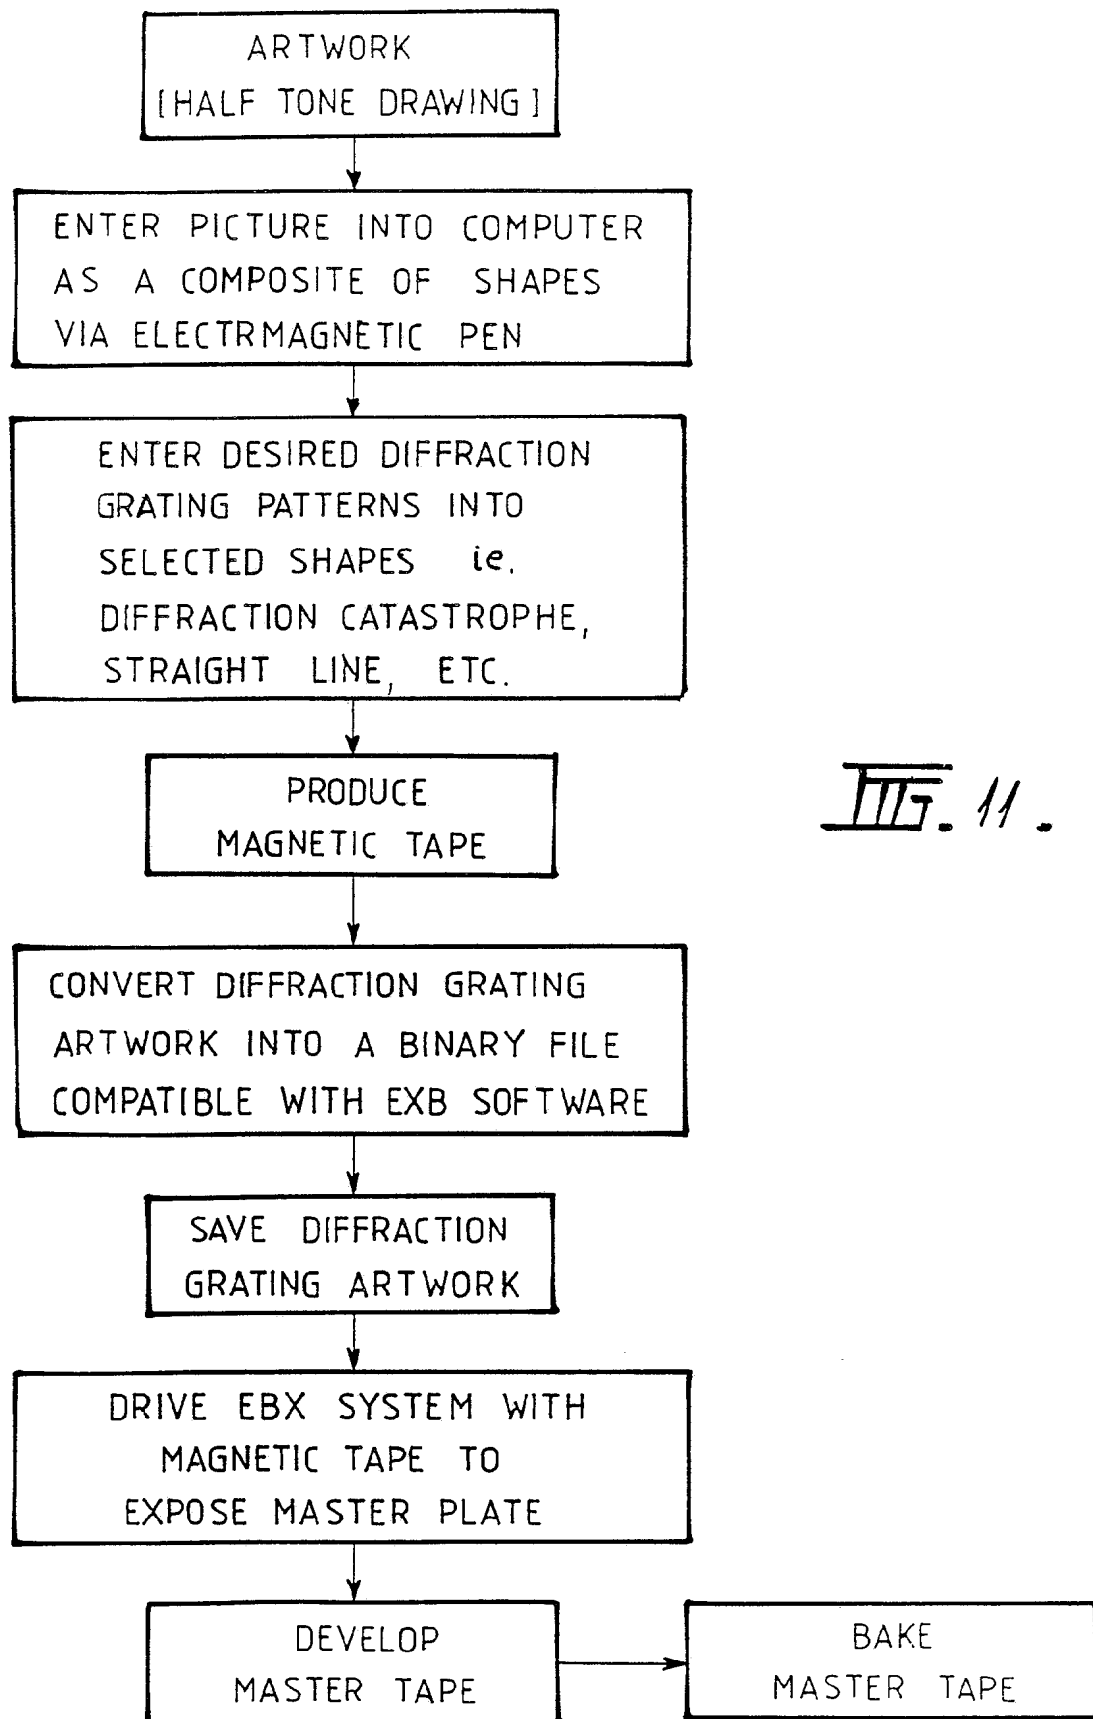 ARTWORK
[HALF TONE DRAWING]
ENTER PICTURE INTO COMPUTER
AS A COMPOSITE OF SHAPES
VIA ELECTRMAGNETIC PEN
ENTER DESIRED DIFFRACTION
GRATING PATTERNS INTO
SELECTED SHAPES ie.
DIFFRACTION CATASTROPHE,
STRAIGHT LINE, ETC.
PRODUCE
MAGNETIC TAPE
FIG. 11.
CONVERT DIFFRACTION GRATING
ARTWORK INTO A BINARY FILE
COMPATIBLE WITH EXB SOFTWARE
SAVE DIFFRACTION
GRATING ARTWORK
DRIVE EBX SYSTEM WITH
MAGNETIC TAPE TO
EXPOSE MASTER PLATE
DEVELOP
MASTER TAPE
BAKE
MASTER TAPE